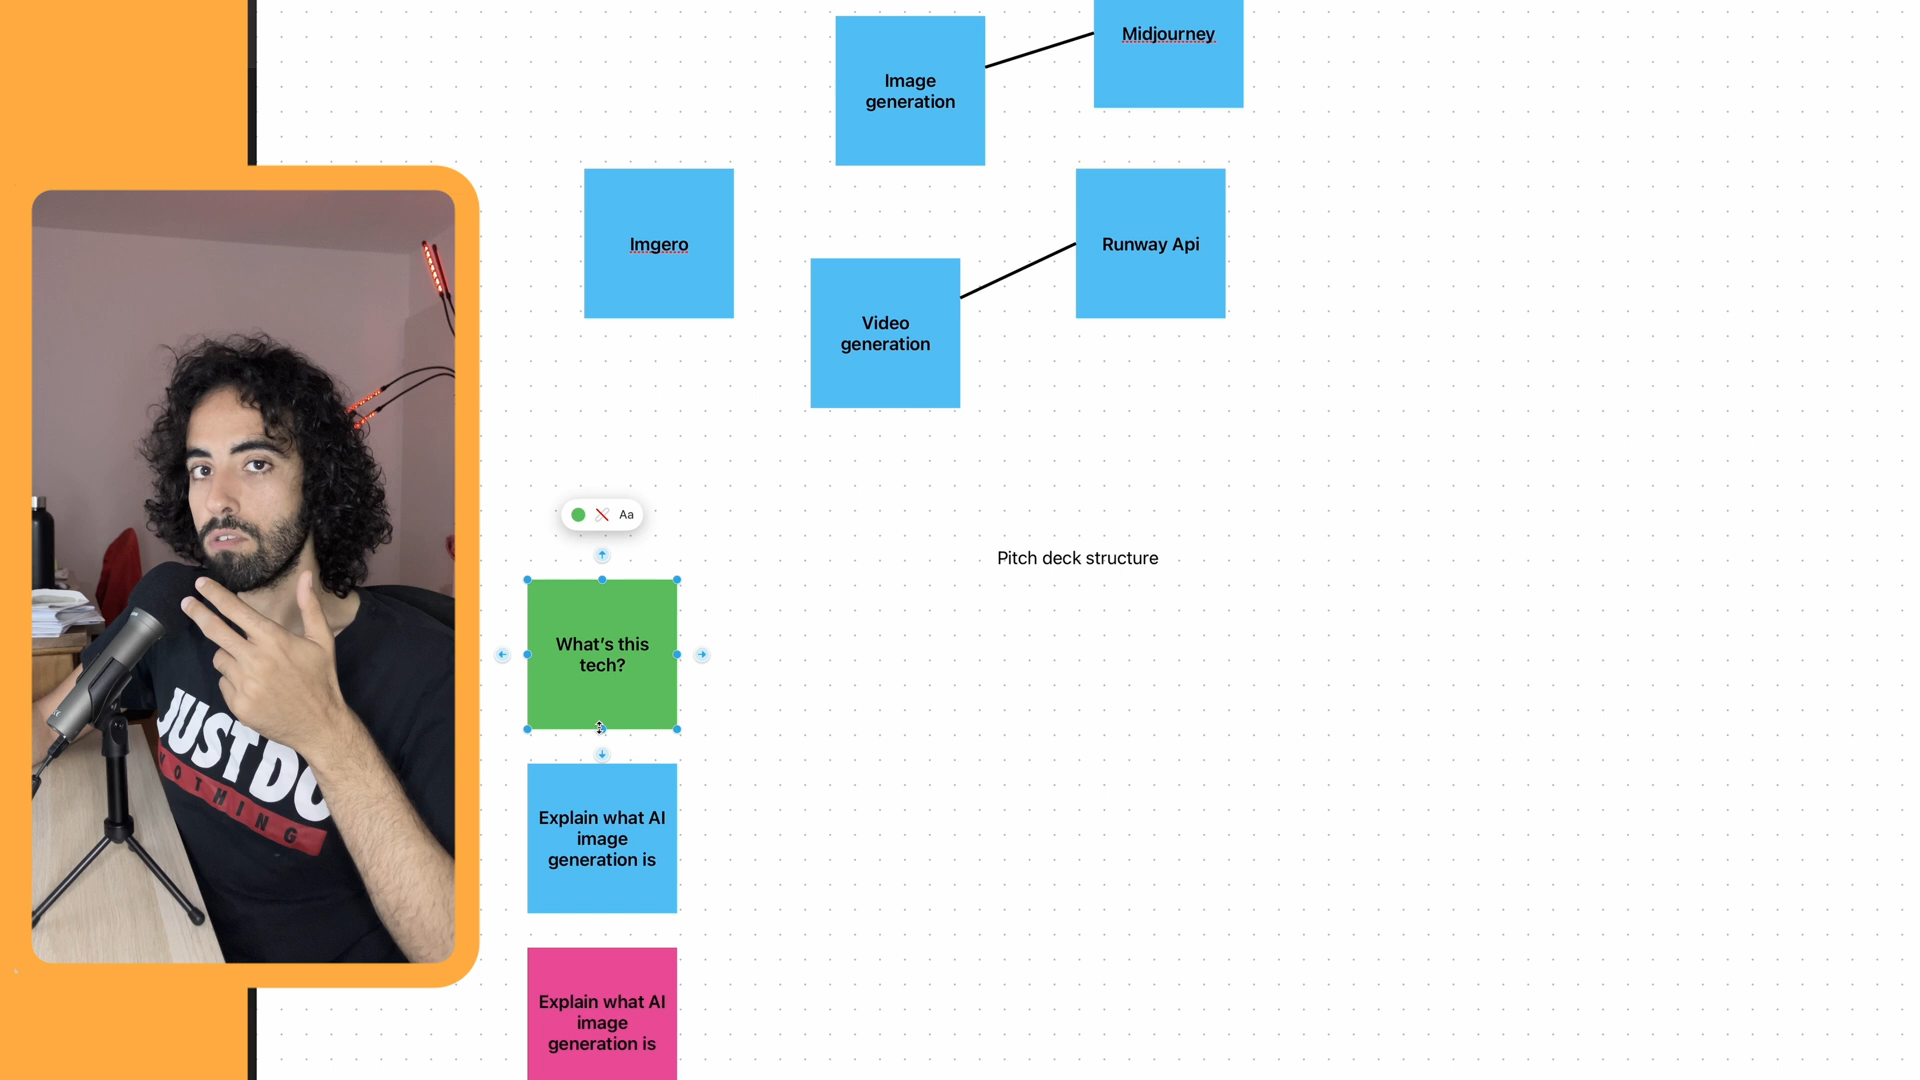 Midjourney
Image
generation
Imgero
Runway Api
Video
generation
Aa
Pitch deck structure
What's this
tech?
Explain what AI
image
generation is
Explain what AI
image
generation is
JUST DO
NOTHING